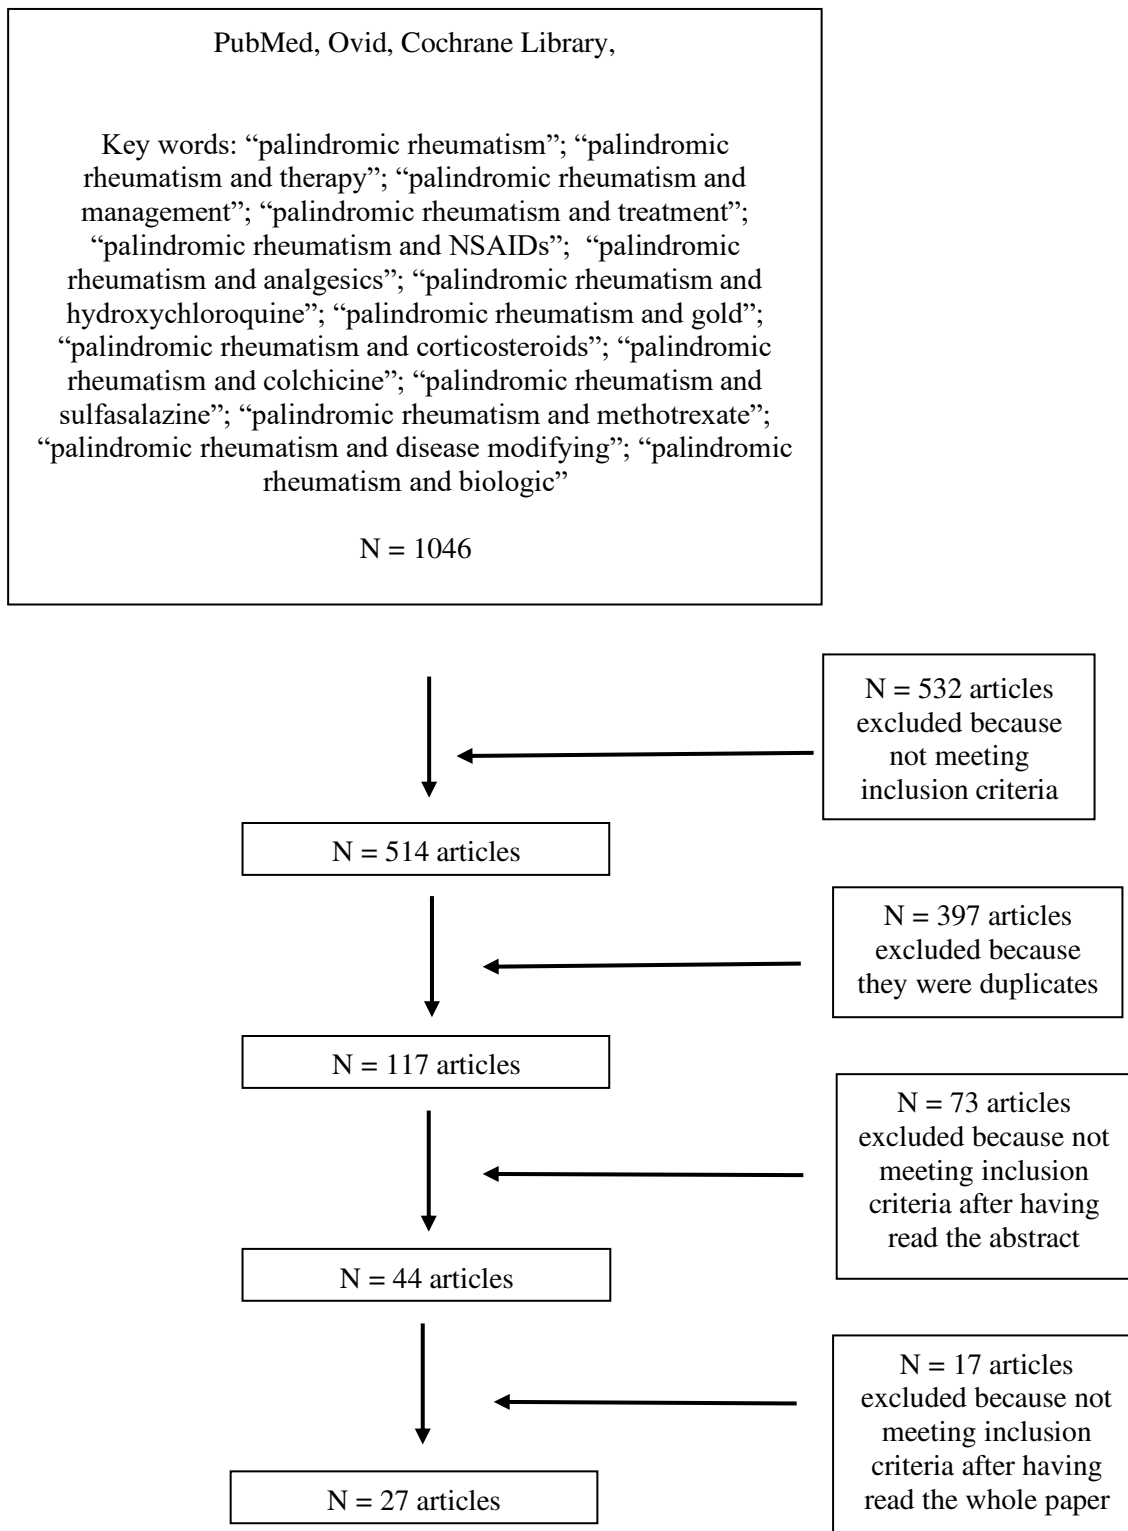 PubMed, Ovid, Cochrane Library,
Key words: “palindromic rheumatism”; “palindromic
rheumatism and therapy”; “palindromic rheumatism and
management”; “palindromic rheumatism and treatment”;
“palindromic rheumatism and NSAIDs”;  “palindromic
rheumatism and analgesics”; “palindromic rheumatism and
hydroxychloroquine”; “palindromic rheumatism and gold”;
“palindromic rheumatism and corticosteroids”; “palindromic
rheumatism and colchicine”; “palindromic rheumatism and
sulfasalazine”; “palindromic rheumatism and methotrexate”;
“palindromic rheumatism and disease modifying”; “palindromic
rheumatism and biologic”
N = 1046
N = 532 articles
excluded because
not meeting
inclusion criteria
N = 514 articles
N = 397 articles
excluded because
they were duplicates
N = 117 articles
N = 73 articles
excluded because not
meeting inclusion
criteria after having
read the abstract
N = 44 articles
N = 17 articles
excluded because not
meeting inclusion
criteria after having
read the whole paper
N = 27 articles